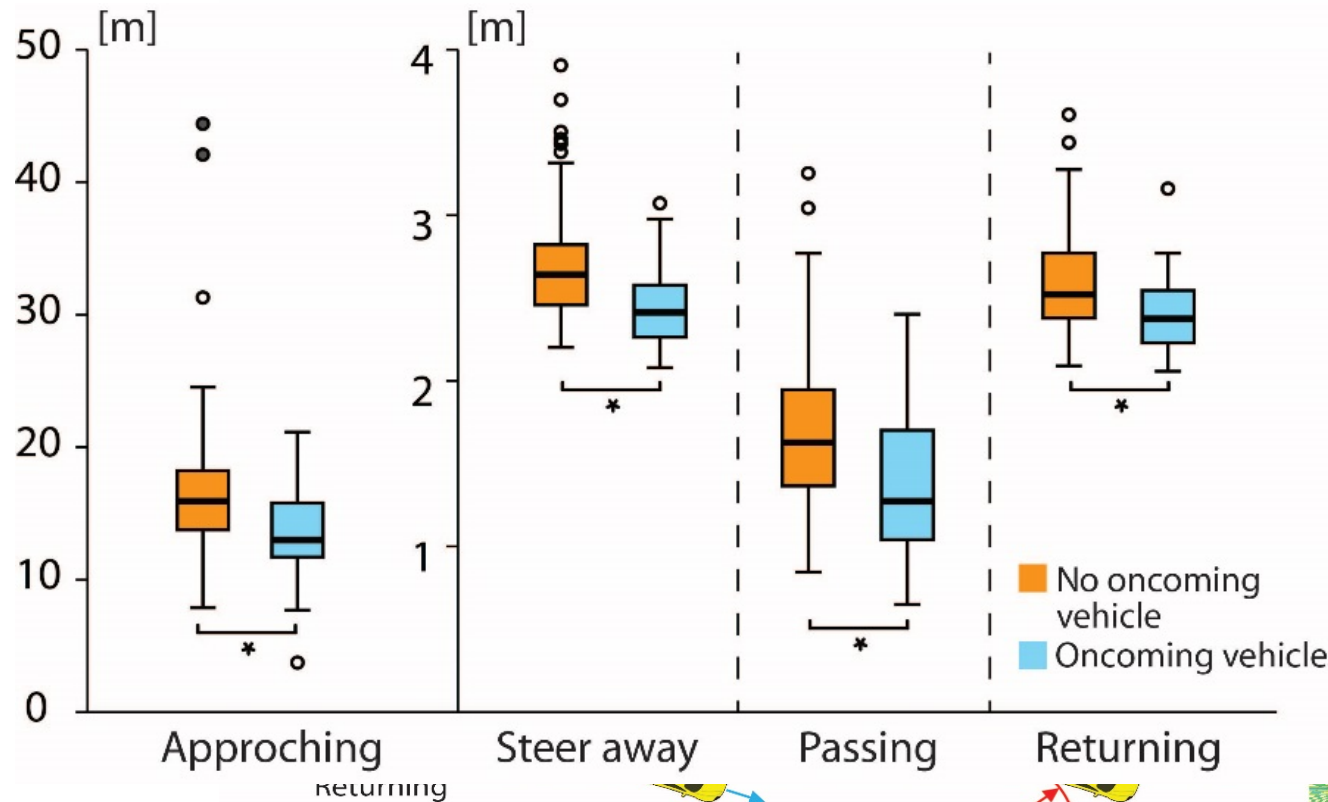 [m]
[m]
50
40
30
20
10
0
4
3
2
1
*
*
*
*
No oncoming
vehicle
Oncoming vehicle
Approching
Steer away
Passing
Returning
Returning